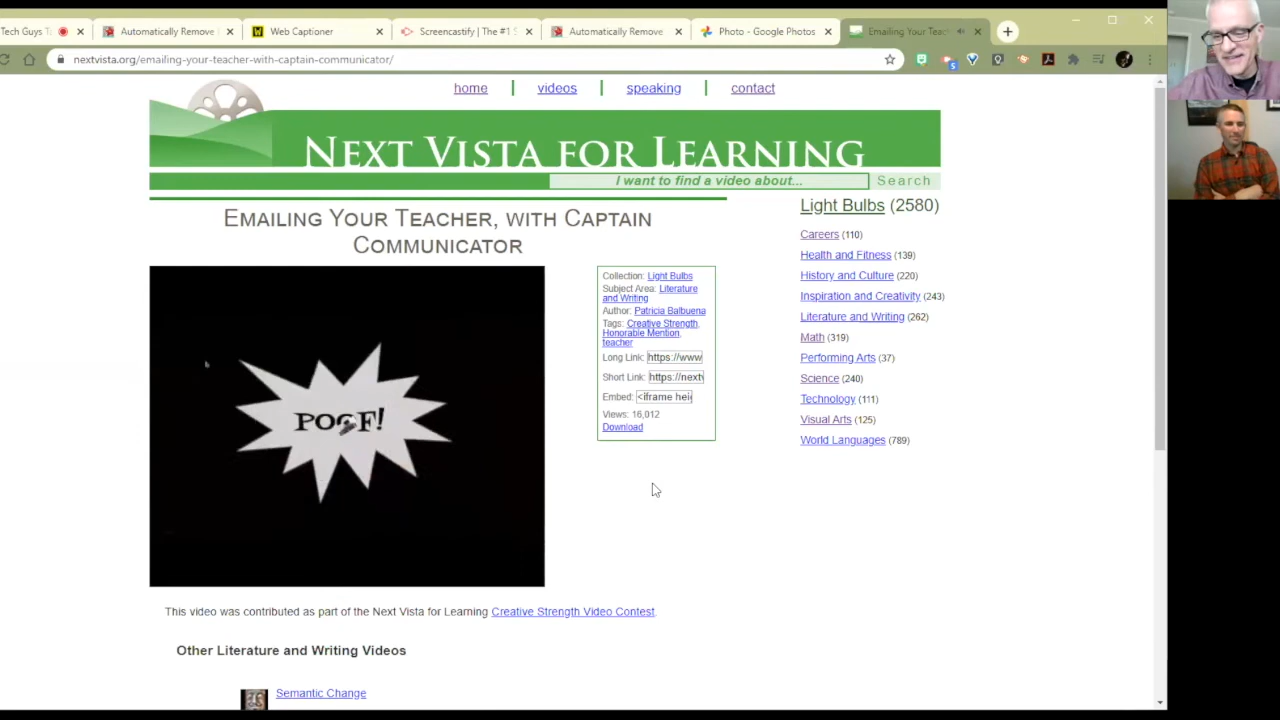 Tech Guys T
Automatically Remove
Web Captioner
Screencastify | The #1 S
Automatically Remove
Photo - Google Photos
Emailing Your Teac
nextvista.org/emailing-your-teacher-with-captain-communicator/
home
videos
speaking
contact
NEXT VISTA FOR LEARNING
I want to find a video about...
Search
EMAILING YOUR TEACHER, WITH CAPTAIN
COMMUNICATOR
POOF!
Collection: Light Bulbs
Subject Area: Literature
and Writing
Author: Patricia Balbuena
Tags: Creative Strength,
Honorable Mention,
teacher
Long Link: https://www
Short Link: https://nextv
Embed: <iframe hei
Views: 16,012
Download
Light Bulbs (2580)
Careers (110)
Health and Fitness (139)
History and Culture (220)
Inspiration and Creativity (243)
Literature and Writing (262)
Math (319)
Performing Arts (37)
Science (240)
Technology (111)
Visual Arts (125)
World Languages (789)
This video was contributed as part of the Next Vista for Learning Creative Strength Video Contest.
Other Literature and Writing Videos
Semantic Change